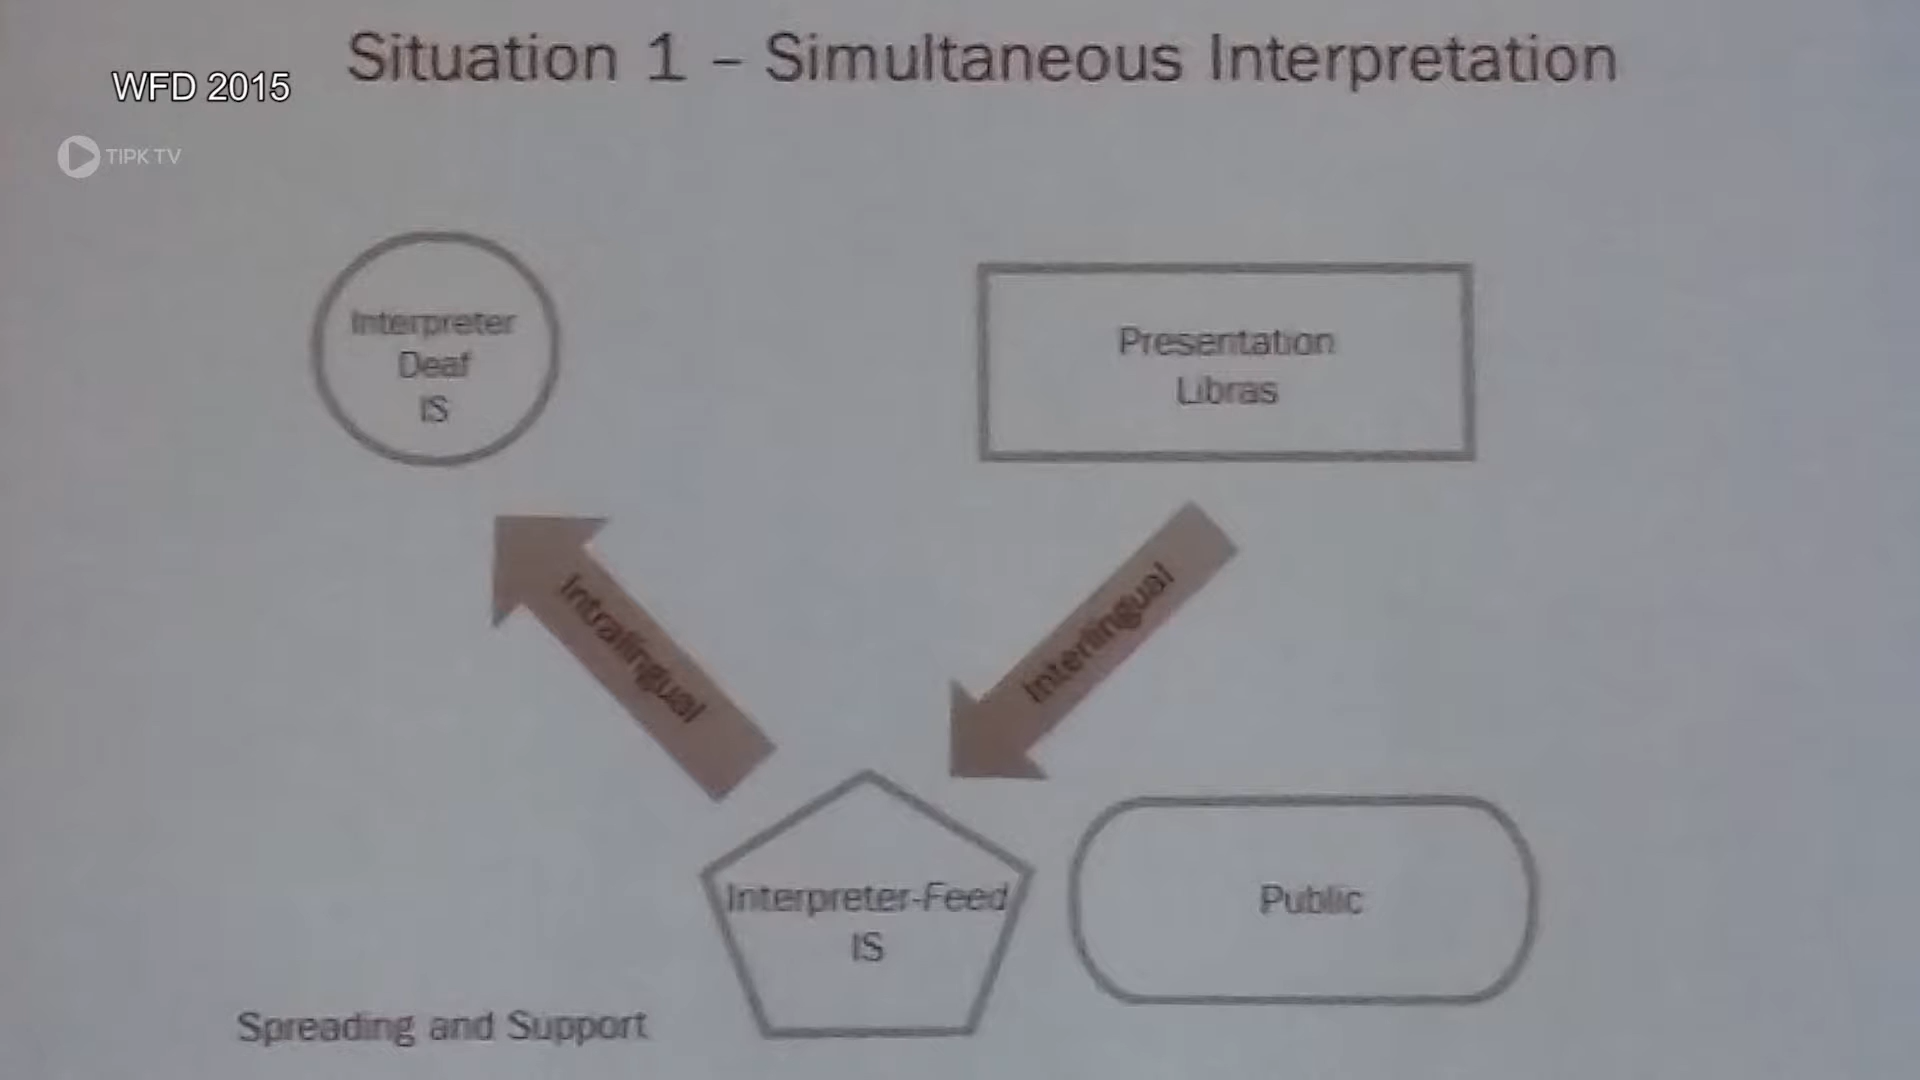 Situation 1 – Simultaneous Interpretation
WFD 2015
TIPK TV
Interpreter
Deaf
IS
Presentation
Libras
Intralingual
Interlingual
Interpreter-Feed
IS
Public
Spreading and Support